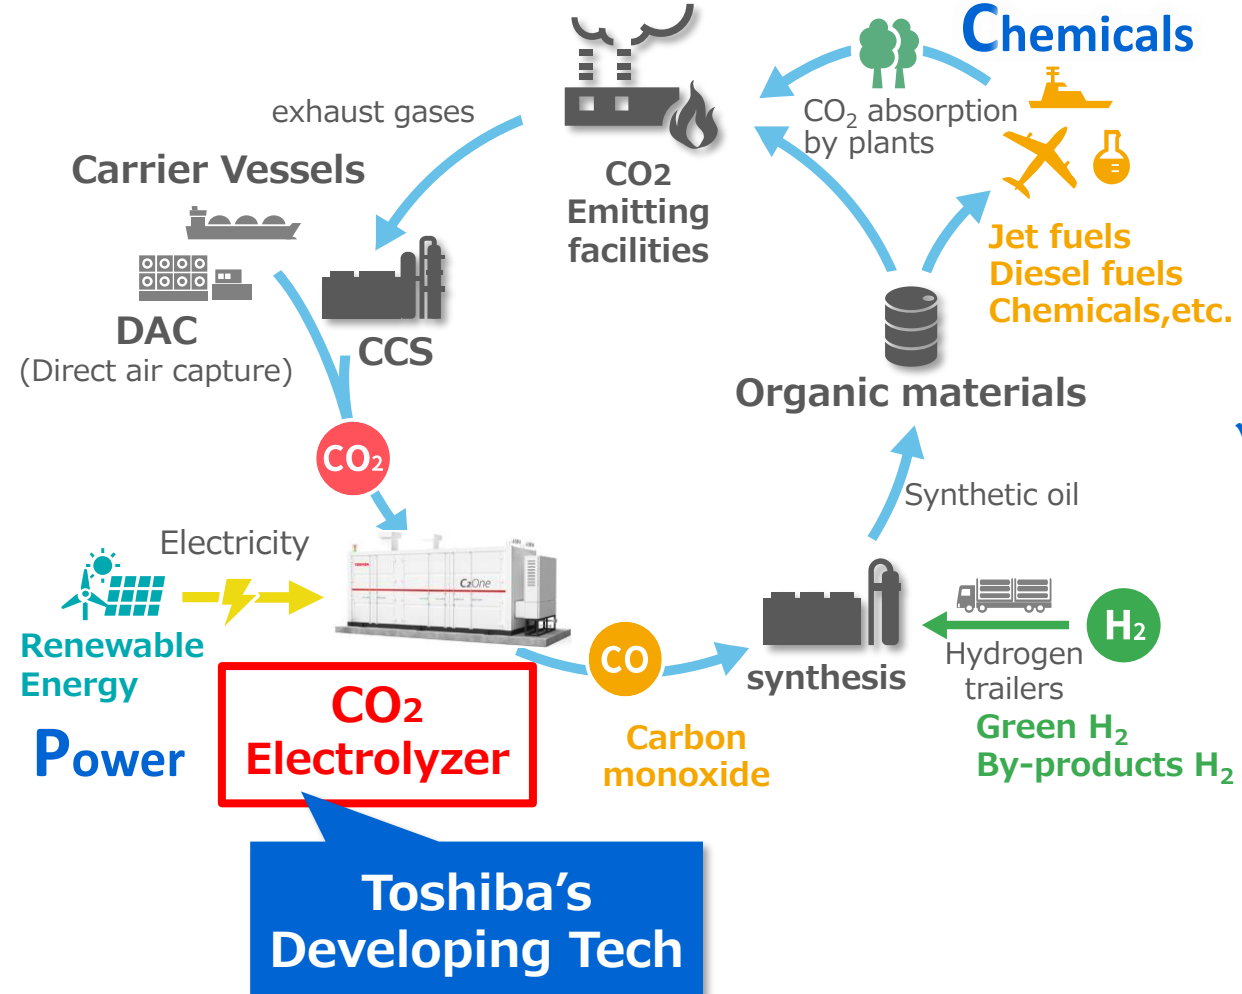 Chemicals
exhaust gases
CO₂ absorption
by plants
Carrier Vessels
CO2
Emitting
facilities
Jet fuels
Diesel fuels
Chemicals,etc.
DAC
(Direct air capture)
CCS
Organic materials
CO₂
Synthetic oil
Electricity
TOSHIBA
C2One
H₂
CO
Renewable
Energy
synthesis
Hydrogen
trailers
CO2
Electrolyzer
Green H₂
By-products H₂
Power
Carbon
monoxide
Toshiba’s
Developing Tech